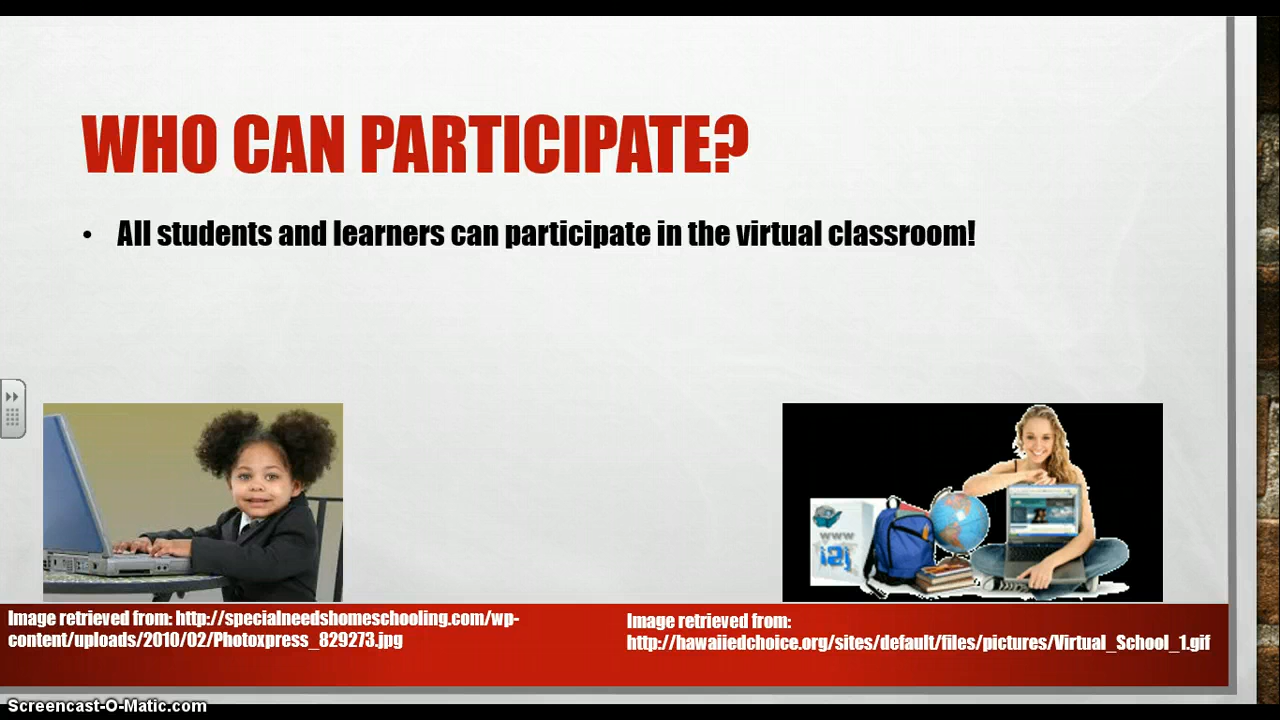 WHO CAN PARTICIPATE?
• All students and learners can participate in the virtual classroom!
www
Image retrieved from: http://specialneedshomeschooling.com/wp-
content/uploads/2010/02/Photoxpress_829273.jpg
Image retrieved from:
http://hawaiiedchoice.org/sites/default/files/pictures/Virtual_School_1.gif
Screencast-O-Matic.com